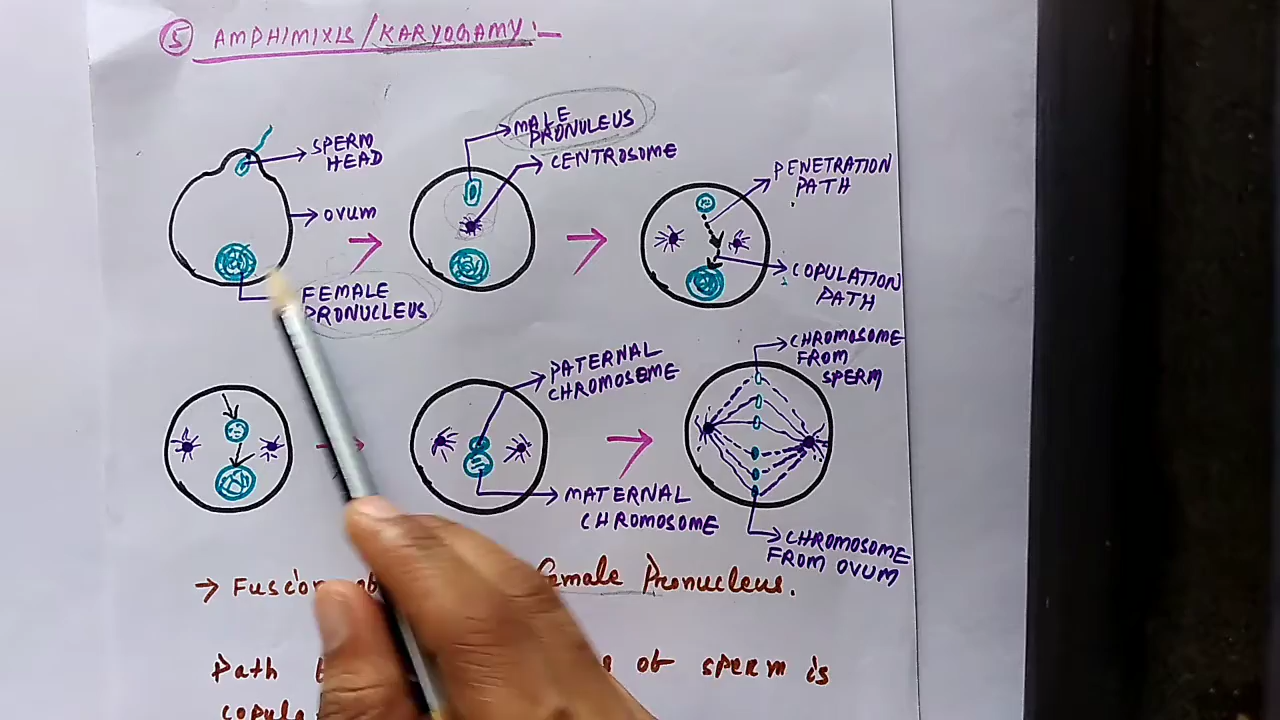 ⑤ AMPHIMIXIS/KARYOGAMY:-
SPERM
HEAD
OVUM
FEMALE
PRONUCLEUS
MALE
PRONULEUS
CENTROSOME
PENETRATION
PATH
COPULATION
PATH
PATERNAL
CHROMOSOME
MATERNAL
CHROMOSOME
CHROMOSOME
FROM
SPERM
CHROMOSOME
FROM OVUM
→ Fusion Female Pronucleus.
Path of sperm is